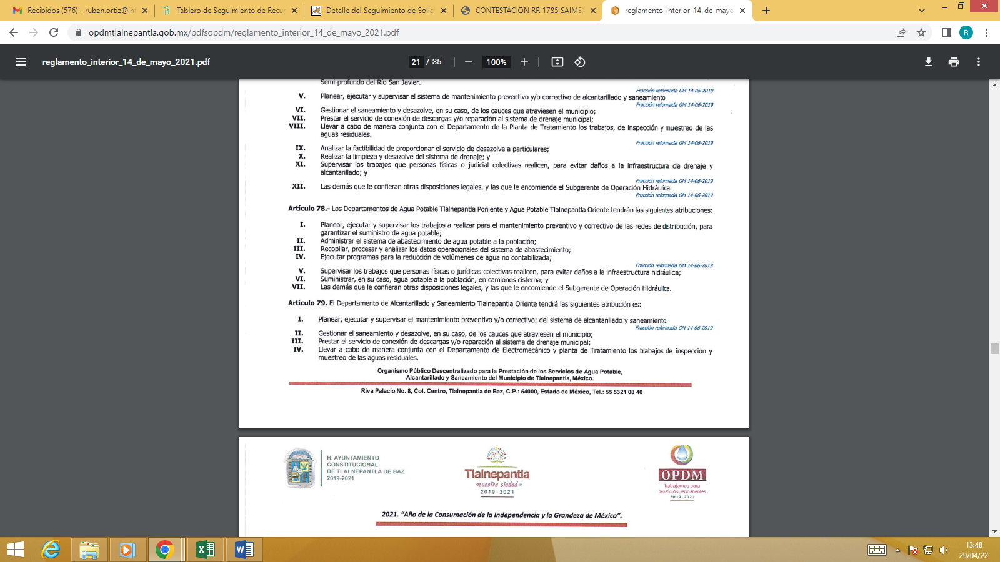 Recibidos (576) - ruben.ortiz@inf
Tablero de Seguimiento de Recur
Detalle del Seguimiento de Solici
CONTESTACION RR 1785 SAIMEX
reglamento_interior_14_de_mayo
opdmtlalnepantla.gob.mx/pdfsopdm/reglamento_interior_14_de_mayo_2021.pdf
R
reglamento_interior_14_de_mayo_2021.pdf
21 / 35
100%
Semi-profundo del Río San Javier.
Fracción reformada GM 14-06-2019
V. Planear, ejecutar y supervisar el sistema de mantenimiento preventivo y/o correctivo de alcantarillado y saneamiento
Fracción reformada GM 14-06-2019
VI. Gestionar el saneamiento y desazolve, en su caso, de los cauces que atraviesen el municipio;
VII. Prestar el servicio de conexión de descargas y/o reparación al sistema de drenaje municipal;
VIII. Llevar a cabo de manera conjunta con el Departamento de la Planta de Tratamiento los trabajos, de inspección y muestreo de las
aguas residuales.
Fracción reformada GM 14-06-2019
IX. Analizar la factibilidad de proporcionar el servicio de desazolve a particulares;
X. Realizar la limpieza y desazolve del sistema de drenaje; y
XI. Supervisar los trabajos que personas físicas o judicial colectivas realicen, para evitar daños a la infraestructura de drenaje y
alcantarillado; y
Fracción reformada GM 14-06-2019
XII. Las demás que le confieran otras disposiciones legales, y las que le encomiende el Subgerente de Operación Hidráulica.
Fracción reformada GM 14-06-2019
Artículo 78.- Los Departamentos de Agua Potable Tlalnepantla Poniente y Agua Potable Tlalnepantla Oriente tendrán las siguientes atribuciones:
I. Planear, ejecutar y supervisar los trabajos a realizar para el mantenimiento preventivo y correctivo de las redes de distribución, para
garantizar el suministro de agua potable;
II. Administrar el sistema de abastecimiento de agua potable a la población;
III. Recopilar, procesar y analizar los datos operacionales del sistema de abastecimiento;
IV. Ejecutar programas para la reducción de volúmenes de agua no contabilizada;
Fracción reformada GM 14-06-2019
V. Supervisar los trabajos que personas físicas o jurídicas colectivas realicen, para evitar daños a la infraestructura hidráulica;
VI. Suministrar, en su caso, agua potable a la población, en camiones cisterna; y
VII. Las demás que le confieran otras disposiciones legales, y las que le encomiende el Subgerente de Operación Hidráulica.
Artículo 79. El Departamento de Alcantarillado y Saneamiento Tlalnepantla Oriente tendrá las siguientes atribución es:
I. Planear, ejecutar y supervisar el mantenimiento preventivo y/o correctivo; del sistema de alcantarillado y saneamiento.
Fracción reformada GM 14-06-2019
II. Gestionar el saneamiento y desazolve, en su caso, de los cauces que atraviesen el municipio;
III. Prestar el servicio de conexión de descargas y/o reparación al sistema de drenaje municipal;
IV. Llevar a cabo de manera conjunta con el Departamento de Electromecánico y planta de Tratamiento los trabajos de inspección y
muestreo de las aguas residuales.
Organismo Público Descentralizado para la Prestación de los Servicios de Agua Potable,
Alcantarillado y Saneamiento del Municipio de Tlalnepantla, México.
Riva Palacio No. 8, Col. Centro, Tlalnepantla de Baz, C.P.: 54000, Estado de México, Tel.: 55 5321 08 40
H. AYUNTAMIENTO
CONSTITUCIONAL
DE TLALNEPANTLA DE BAZ
2019-2021
Tlalnepantla
nuestra ciudad
2019 - 2021
OPDM
Trabajamos para
beneficios permanentes
2019-2021
2021. "Año de la Consumación de la Independencia y la Grandeza de México".
13:48
29/04/22